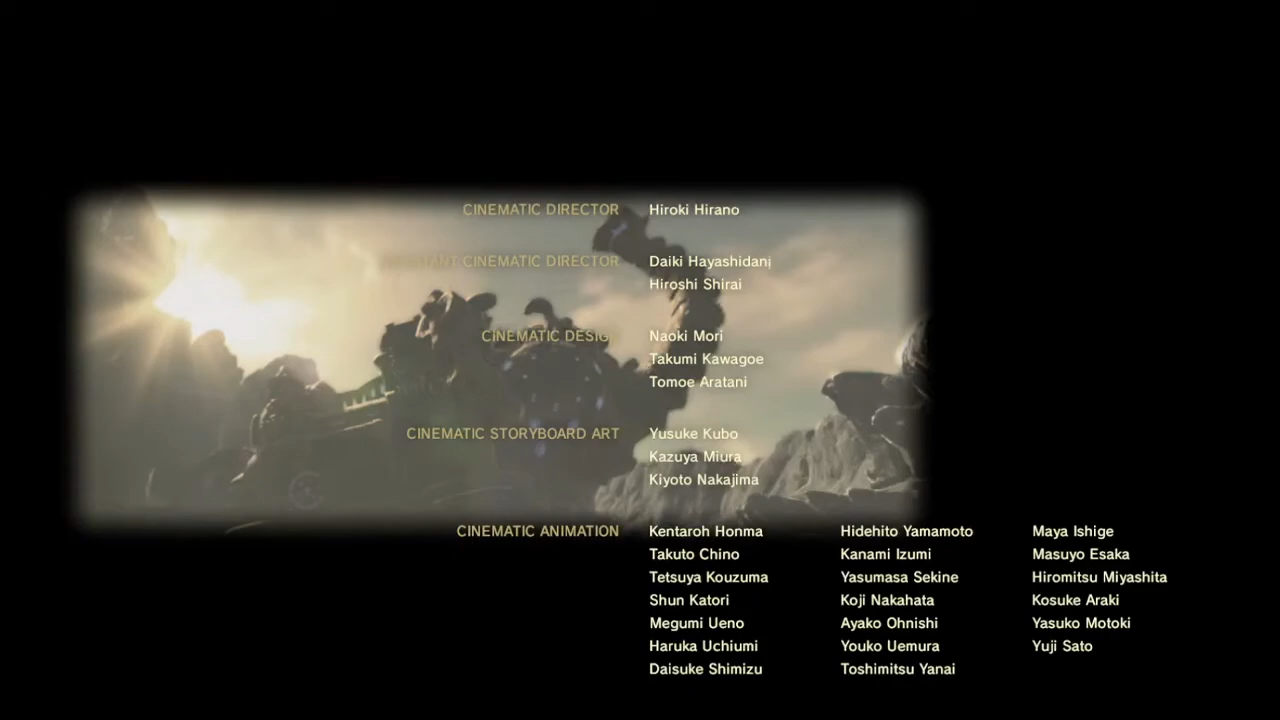 CINEMATIC DIRECTOR Hiroki Hirano
CINEMATIC DIRECTOR Daiki Hayashidani
Hiroshi Shirai
CINEMATIC DESIGN Naoki Mori
Takumi Kawagoe
Tomoe Aratani
CINEMATIC STORYBOARD ART Yusuke Kubo
Kazuya Miura
Kiyoto Nakajima
CINEMATIC ANIMATION Kentaroh Honma Hidehito Yamamoto Maya Ishige
Takuto Chino Kanami Izumi Masuyo Esaka
Tetsuya Kouzuma Yasumasa Sekine Hiromitsu Miyashita
Shun Katori Koji Nakahata Kosuke Araki
Megumi Ueno Ayako Ohnishi Yasuko Motoki
Haruka Uchiumi Youko Uemura Yuji Sato
Daisuke Shimizu Toshimitsu Yanai